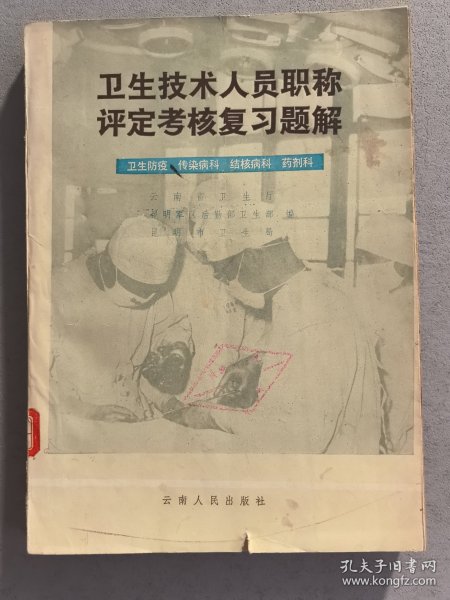 卫生技术人员职称
评定考核复习题解
卫生防疫 传染病科 结核病科 药剂科
云南省卫生厅
昆明军区后勤部卫生部 编
昆明市卫生局
云南人民出版社
孔夫子旧书网
www.kongfz.com